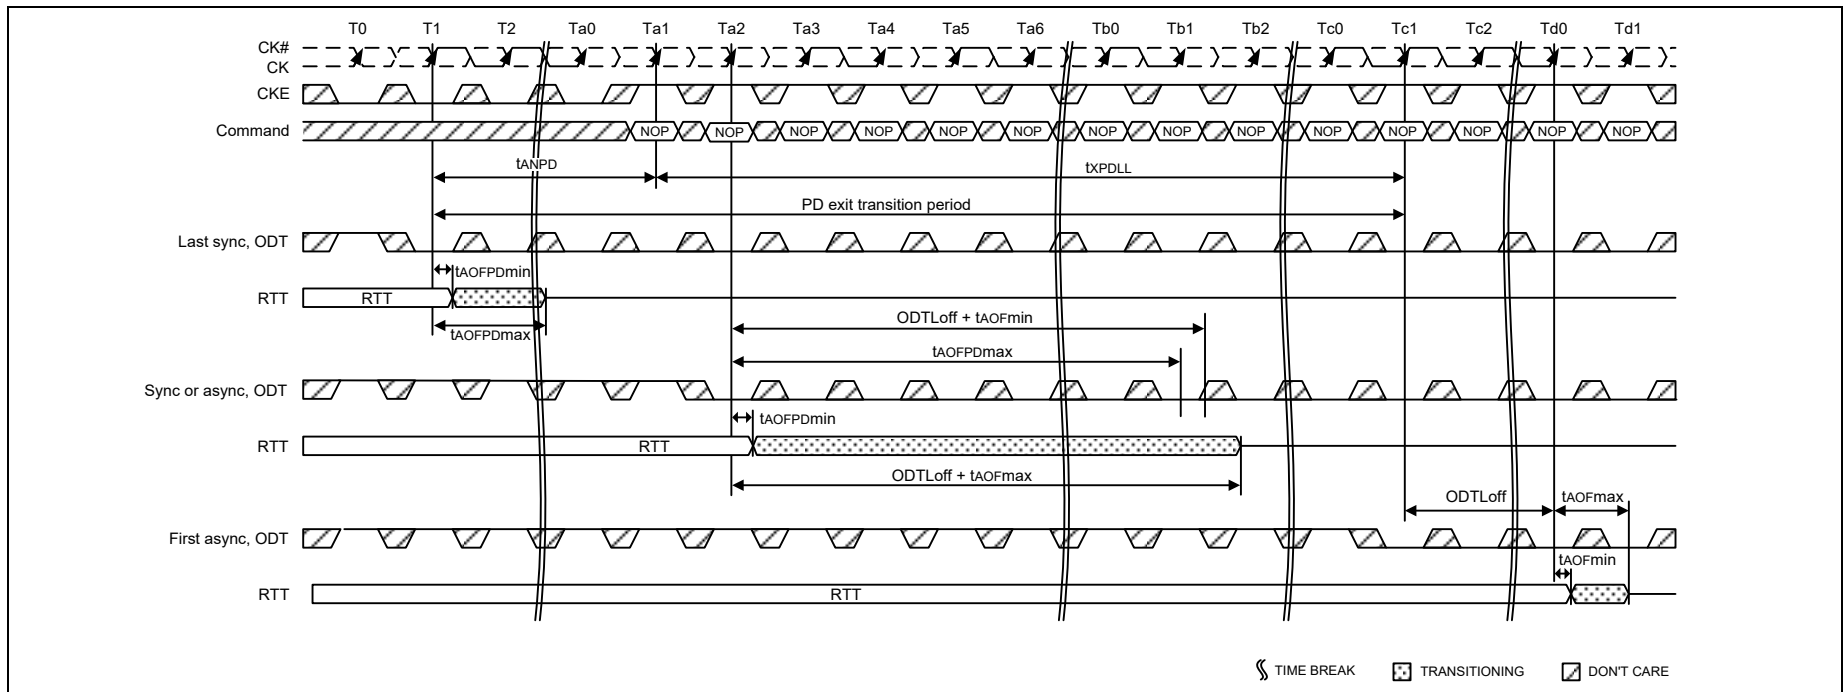 T0 T1 T2 Ta0 Ta1 Ta2 Ta3 Ta4 Ta5 Ta6 Tb0 Tb1 Tb2 Tc0 Tc1 Tc2 Td0 Td1
CK#
CK
CKE
Command NOP NOP NOP NOP NOP NOP NOP NOP NOP NOP NOP NOP NOP NOP
tANPD tXPDLL
PD exit transition period
Last sync, ODT
tAOFPDmin
RTT RTT
ODTLoff + tAOFmin
tAOFPDmax
tAOFPDmax
Sync or async, ODT
tAOFPDmin
RTT RTT
ODTLoff + tAOFmax
ODTLoff tAOFmax
First async, ODT
tAOFmin
RTT RTT
TIME BREAK TRANSITIONING DON'T CARE